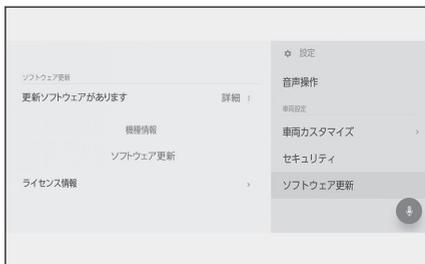 ソフトウェア更新
更新ソフトウェアがあります
詳細
機種情報
ソフトウェア更新
ライセンス情報
設定
音声操作
車両設定
車両カスタマイズ
セキュリティ
ソフトウェア更新